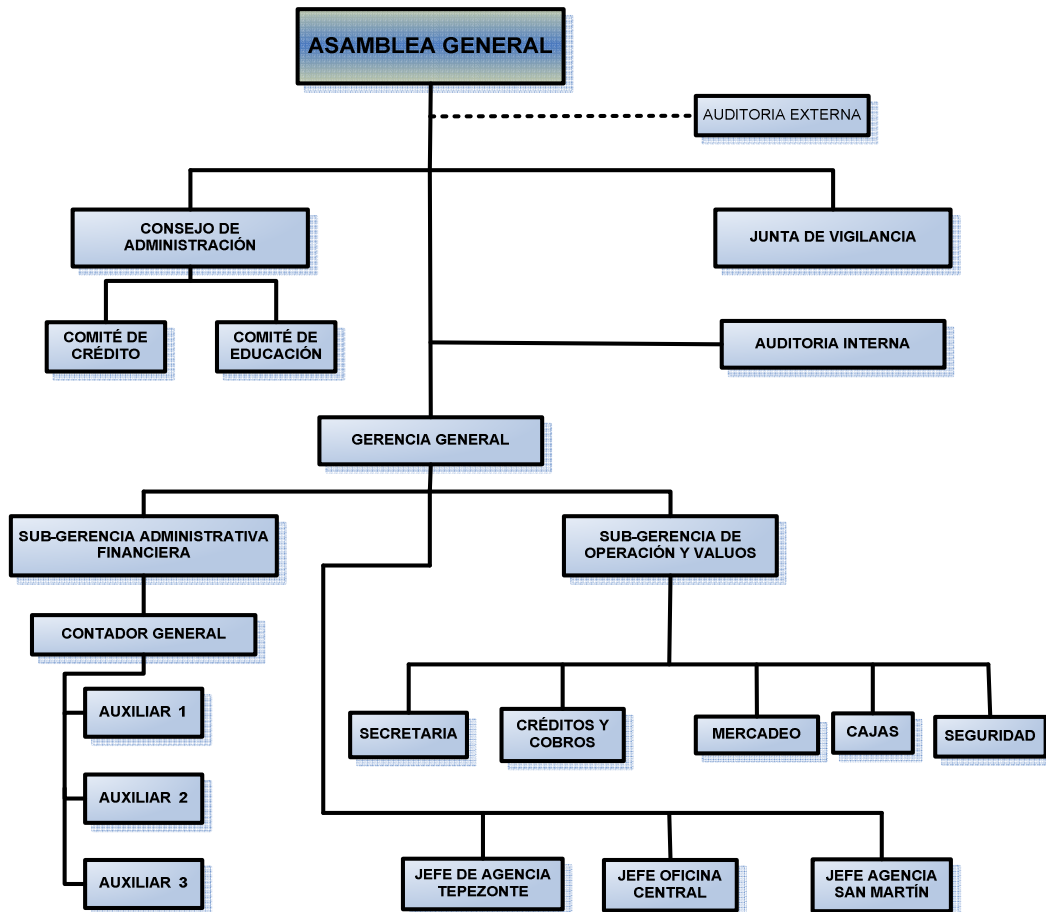 ASAMBLEA GENERAL
AUDITORIA EXTERNA
CONSEJO DE
ADMINISTRACIÓN
JUNTA DE VIGILANCIA
COMITÉ DE
CRÉDITO
COMITÉ DE
EDUCACIÓN
AUDITORIA INTERNA
GERENCIA GENERAL
SUB-GERENCIA ADMINISTRATIVA
FINANCIERA
SUB-GERENCIA DE
OPERACIÓN Y VALUOS
CONTADOR GENERAL
AUXILIAR 1
AUXILIAR 2
AUXILIAR 3
SECRETARIA
CRÉDITOS Y
COBROS
MERCADEO
CAJAS
SEGURIDAD
JEFE DE AGENCIA
TEPEZONTE
JEFE OFICINA
CENTRAL
JEFE AGENCIA
SAN MARTÍN